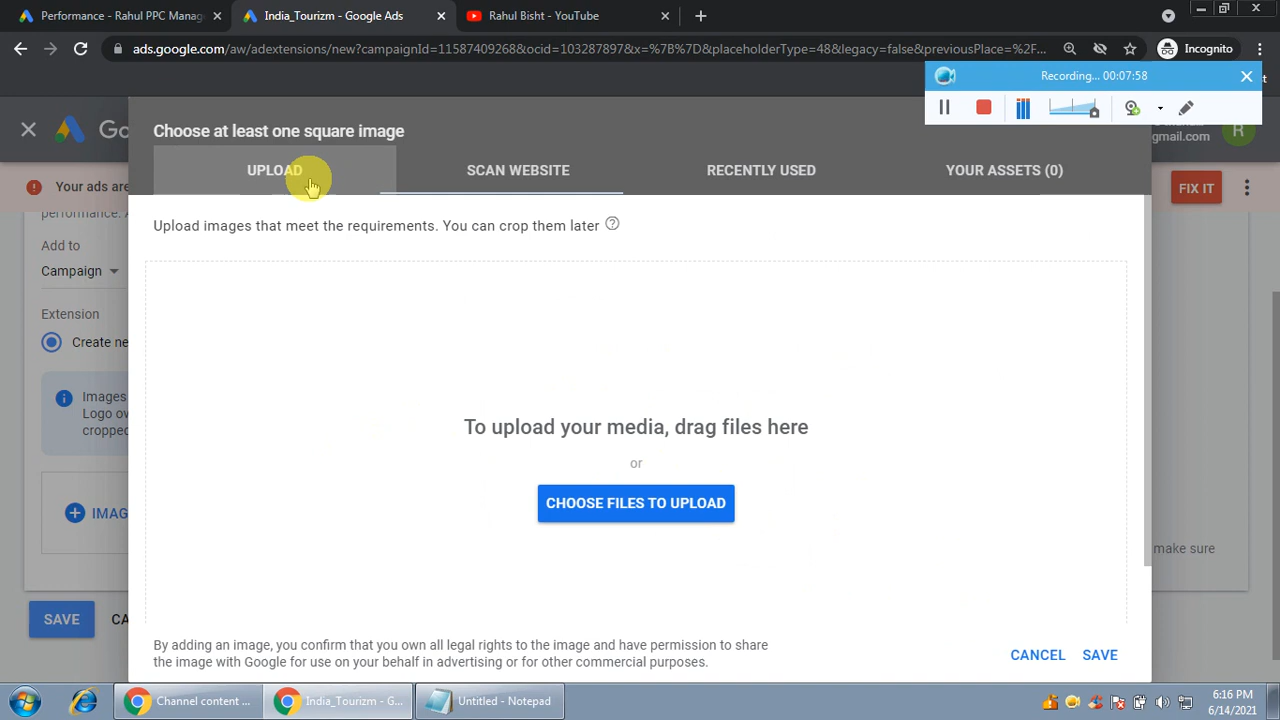 Performance - Rahul PPC Manag
India_Tourizm - Google Ads
Rahul Bisht - YouTube
ads.google.com/aw/adextensions/new?campaignId=11587409268&ocid=103287897&x=%7B%7D&placeholderType=48&legacy=false&previousPlace=%2F...
Incognito
Recording... 00:07:58
Choose at least one square image
gmail.com
R
UPLOAD
SCAN WEBSITE
RECENTLY USED
YOUR ASSETS (0)
Your ads are
FIX IT
performance. A
Upload images that meet the requirements. You can crop them later
Add to
Campaign
Extension
Create ne
Images
Logo ov
cropped
To upload your media, drag files here
or
CHOOSE FILES TO UPLOAD
IMAG
make sure
SAVE
CA
By adding an image, you confirm that you own all legal rights to the image and have permission to share
the image with Google for use on your behalf in advertising or for other commercial purposes.
CANCEL
SAVE
Channel content ...
India_Tourizm - G...
Untitled - Notepad
6:16 PM
6/14/2021